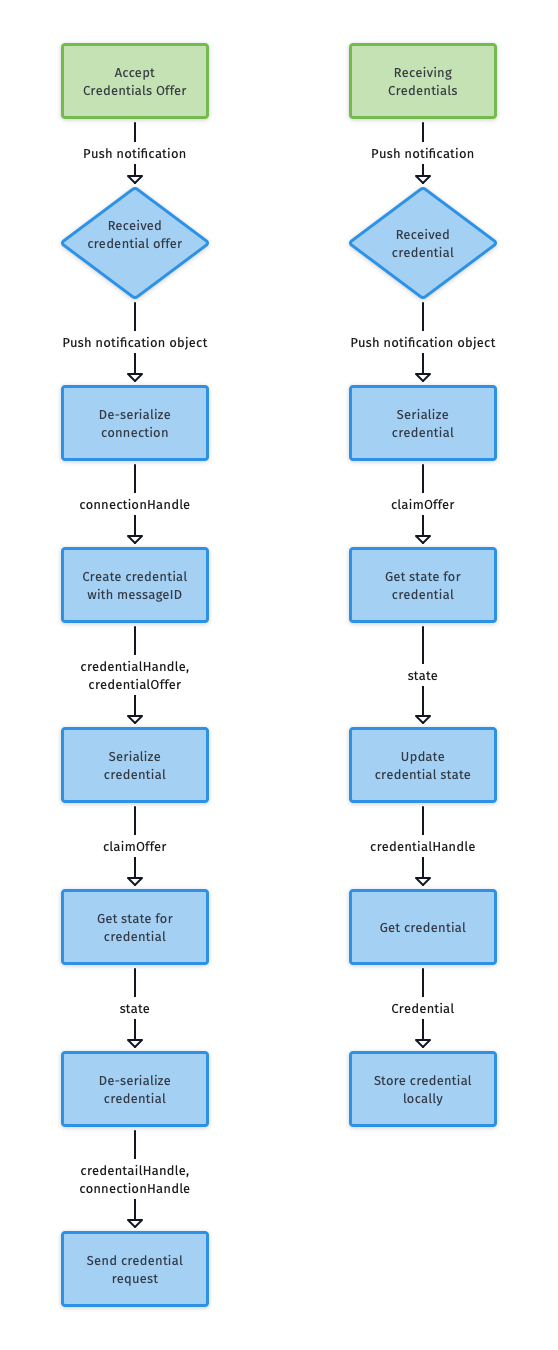 Accept
Credentials Offer
Push notification
Received
credential offer
Push notification object
De-serialize
connection
connectionHandle
Create credential
with messageID
credentialHandle,
credentialOffer
Serialize
credential
claimOffer
Get state for
credential
state
De-serialize
credential
credentailHandle,
connectionHandle
Send credential
request
Receiving
Credentials
Push notification
Received
credential
Push notification object
Serialize
credential
claimOffer
Get state for
credential
state
Update
credential state
credentialHandle
Get credential
Credential
Store credential
locally